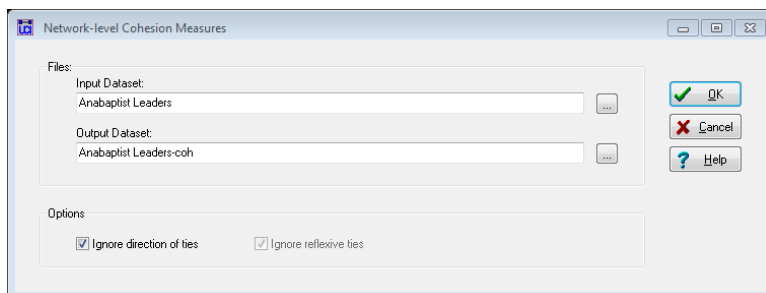 Network-level Cohesion Measures
Files:
Input Dataset:
Anabaptist Leaders
...
Output Dataset:
Anabaptist Leaders-coh
...
OK
Cancel
Help
Options
Ignore direction of ties
Ignore reflexive ties